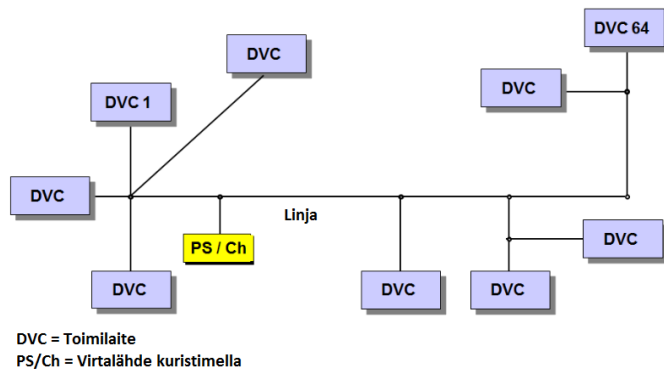 DVC 64
DVC
DVC
DVC 1
DVC
Linja
PS / Ch
DVC
DVC
DVC
DVC
DVC = Toimilaite
PS/Ch = Virtalähde kuristimella